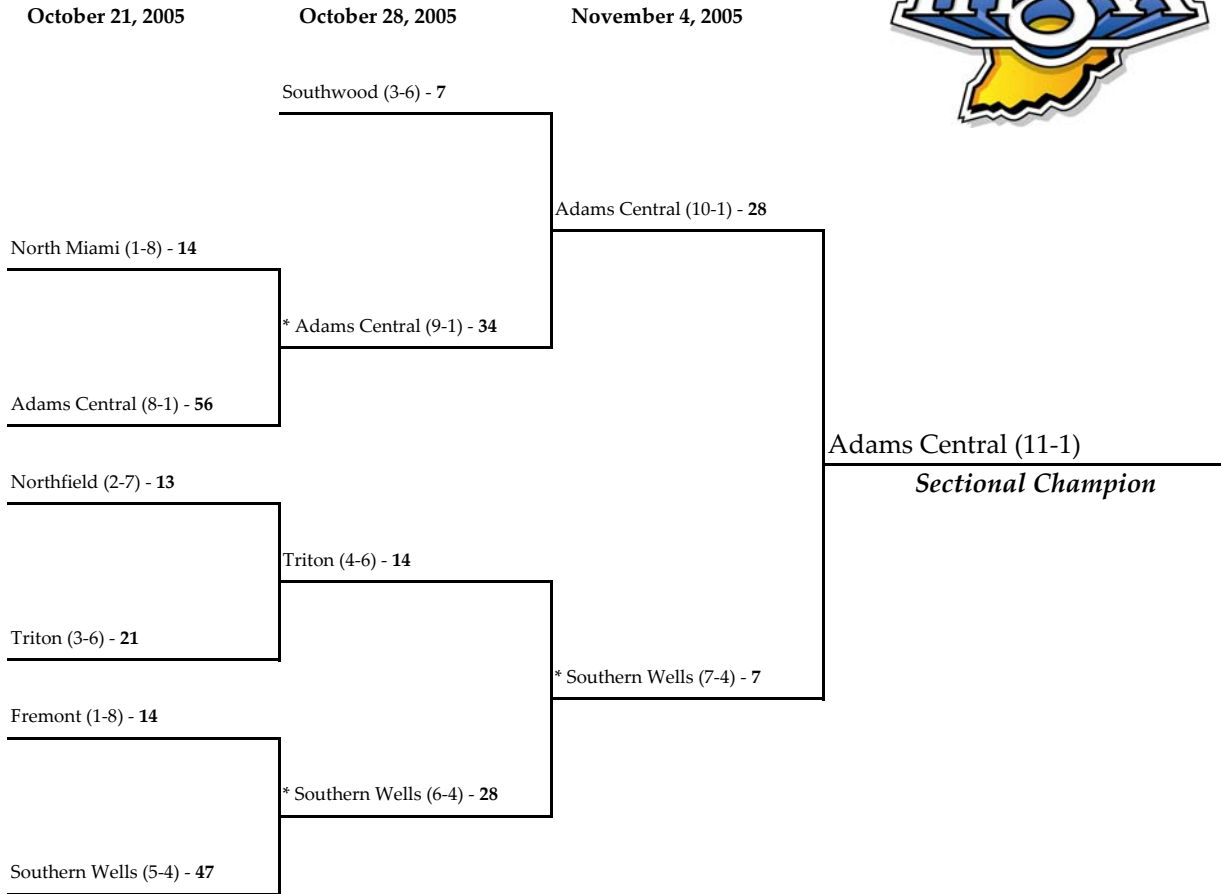 October 21, 2005 October 28, 2005 November 4, 2005
Southwood (3-6) - 7
Adams Central (10-1) - 28
North Miami (1-8) - 14
* Adams Central (9-1) - 34
Adams Central (8-1) - 56
Adams Central (11-1)
Northfield (2-7) - 13
Sectional Champion
Triton (4-6) - 14
Triton (3-6) - 21
* Southern Wells (7-4) - 7
Fremont (1-8) - 14
* Southern Wells (6-4) - 28
Southern Wells (5-4) - 47